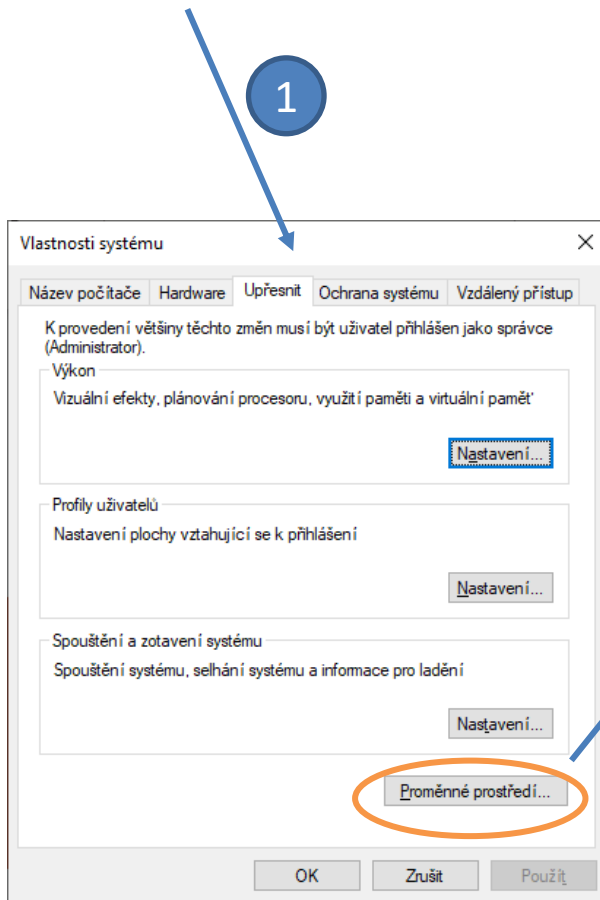 1
Vlastnosti systému
Název počítače Hardware Upřesnit Ochrana systému Vzdálený přístup
K provedení většiny těchto změn musí být uživatel přihlášen jako správce
(Administrator).
Výkon
Vizuální efekty, plánování procesoru, využití paměti a virtuální paměť
Nastavení...
Profily uživatelů
Nastavení plochy vztahující se k přihlášení
Nastavení...
Spouštění a zotavení systému
Spouštění systému, selhání systému a informace pro ladění
Nastavení...
Proměnné prostředí...
OK Zrušit Použít